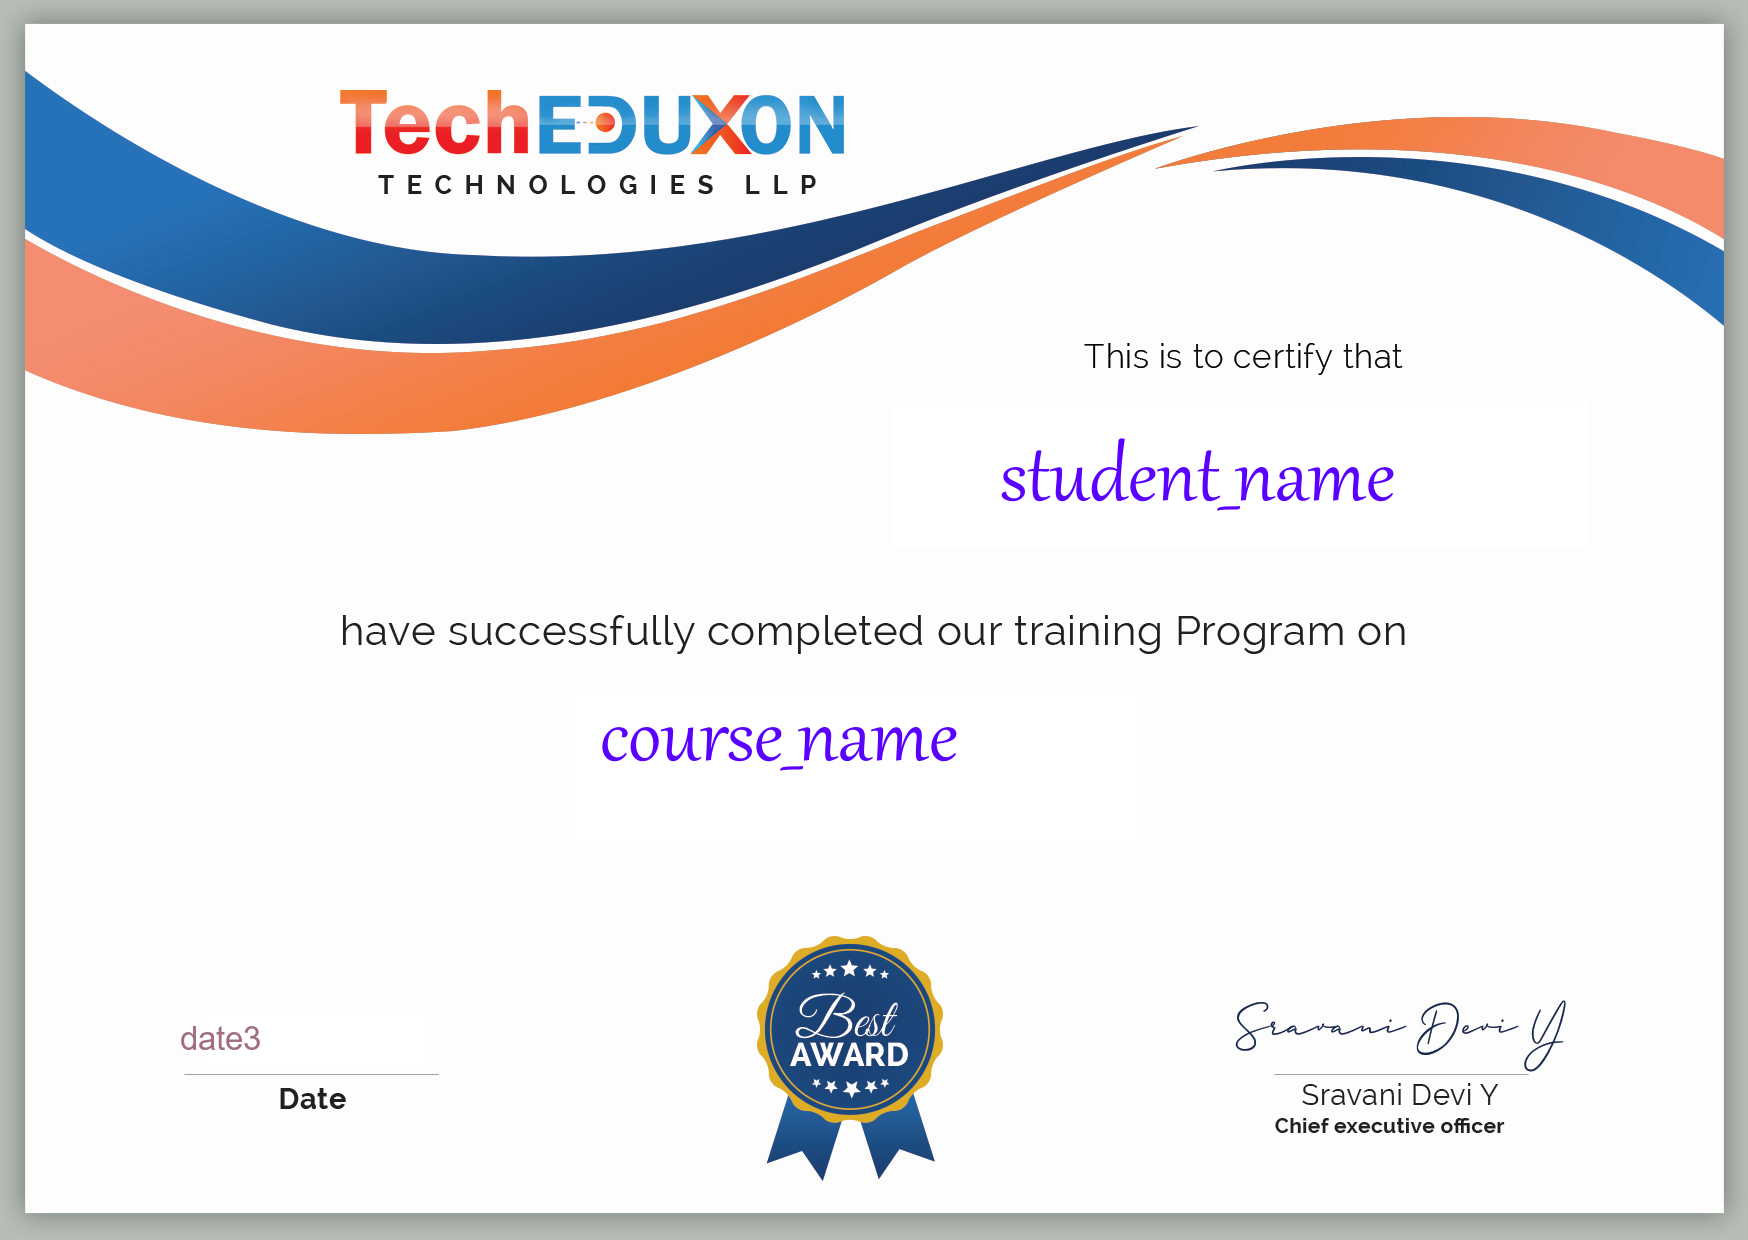 TechEDUXON
TECHNOLOGIES LLP
This is to certify that
student_name
have successfully completed our training Program on
course_name
date3
Date
Best
AWARD
Sravani Devi Y
Sravani Devi Y
Chief executive officer